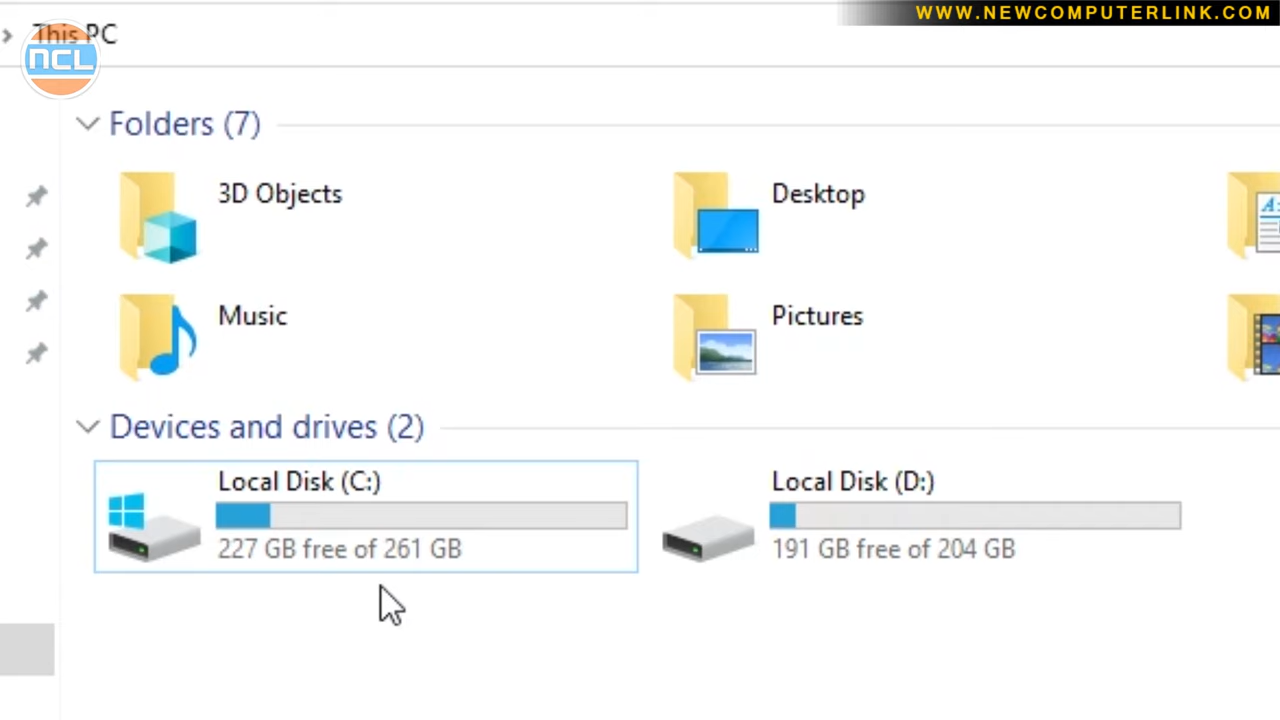 WWW.NEWCOMPUTERLINK.COM
This PC
NCL
Folders (7)
3D Objects
Desktop
Music
Pictures
Devices and drives (2)
Local Disk (C:)
227 GB free of 261 GB
Local Disk (D:)
191 GB free of 204 GB